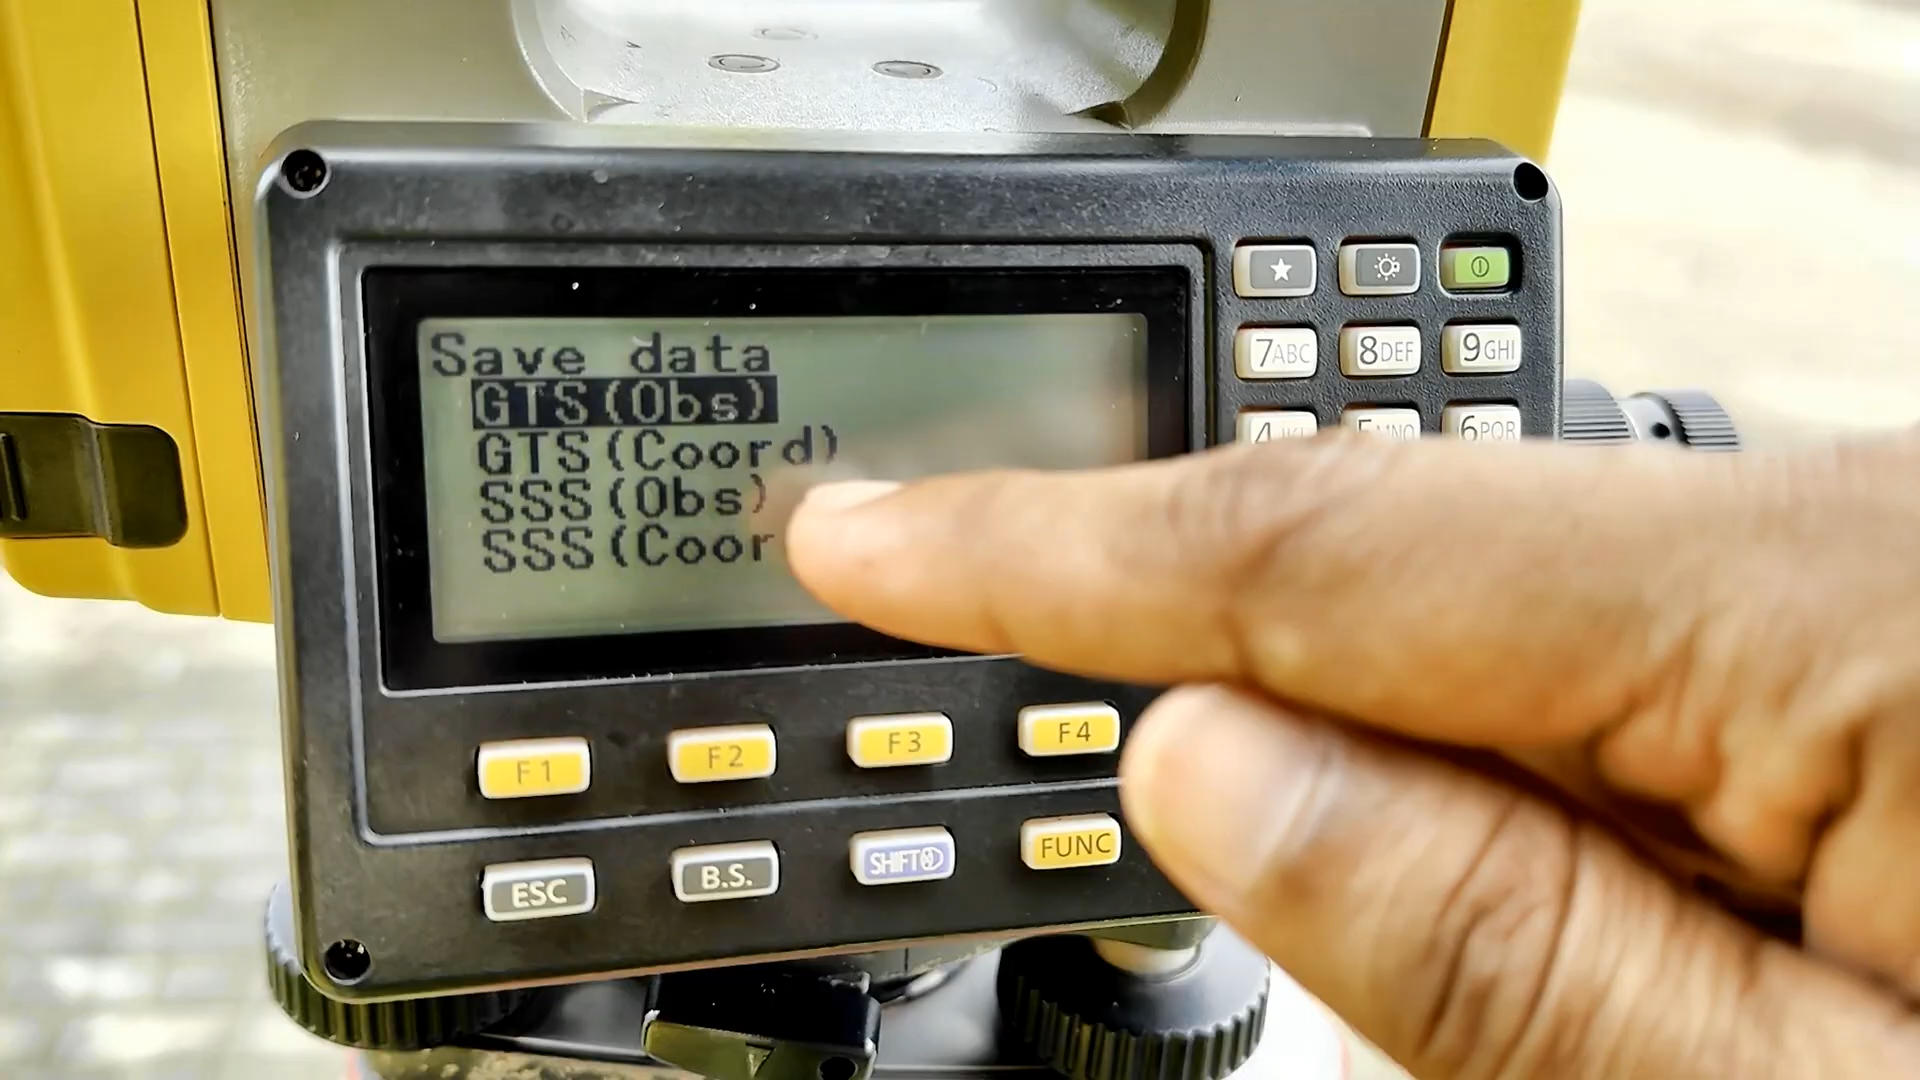 Save data
GTS(Obs)
GTS(Coord)
SSS(Obs)
SSS(Coor
7ABC 8DEF 9GHI
6PQR
F1 F2 F3 F4
ESC B.S. SHIFT FUNC